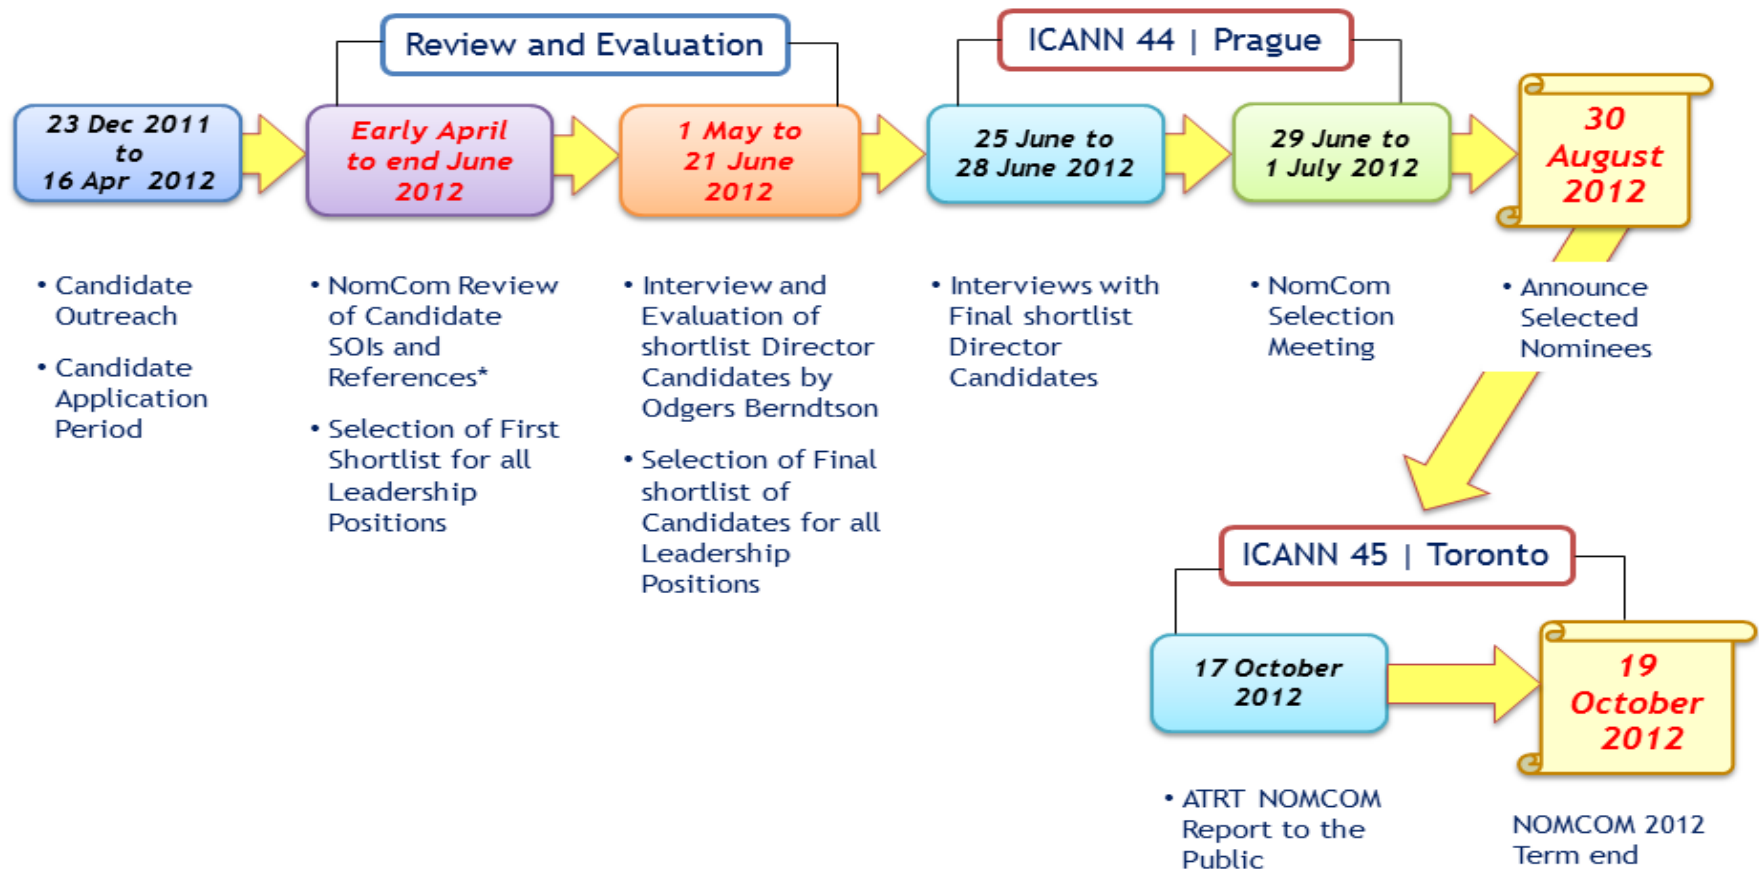 Review and Evaluation
ICANN 44 | Prague
23 Dec 2011
to
16 Apr 2012
Early April
to end June
2012
1 May to
21 June
2012
25 June to
28 June 2012
29 June to
1 July 2012
30
August
2012
• Candidate
Outreach
• Candidate
Application
Period
• NomCom Review
of Candidate
SOIs and
References*
• Selection of First
Shortlist for all
Leadership
Positions
• Interview and
Evaluation of
shortlist Director
Candidates by
Odgers Berndtson
• Selection of Final
shortlist of
Candidates for all
Leadership
Positions
• Interviews with
Final shortlist
Director
Candidates
• NomCom
Selection
Meeting
• Announce
Selected
Nominees
ICANN 45 | Toronto
17 October
2012
19
October
2012
• ATRT NOMCOM
Report to the
Public
NOMCOM 2012
Term end